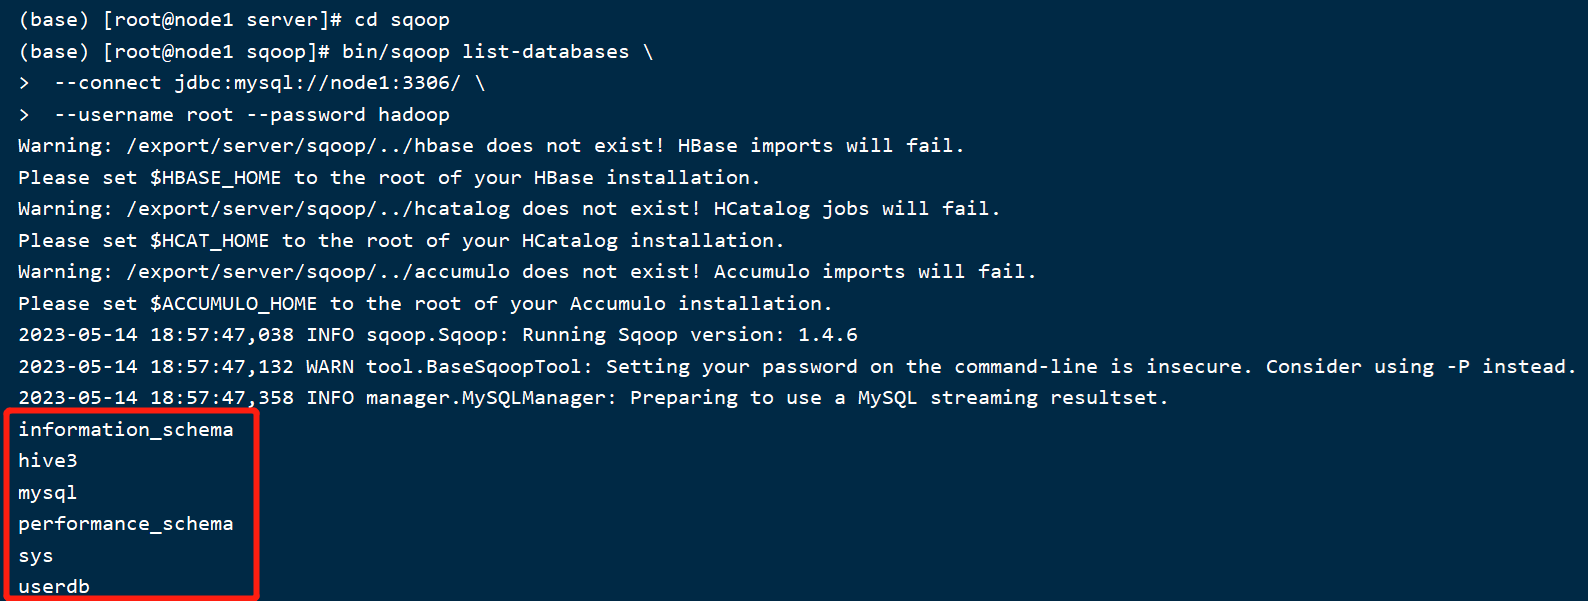 (base) [root@node1 server]# cd sqoop
(base) [root@node1 sqoop]# bin/sqoop list-databases \
>  --connect jdbc:mysql://node1:3306/ \
>  --username root --password hadoop
Warning: /export/server/sqoop/../hbase does not exist! HBase imports will fail.
Please set $HBASE_HOME to the root of your HBase installation.
Warning: /export/server/sqoop/../hcatalog does not exist! HCatalog jobs will fail.
Please set $HCAT_HOME to the root of your HCatalog installation.
Warning: /export/server/sqoop/../accumulo does not exist! Accumulo imports will fail.
Please set $ACCUMULO_HOME to the root of your Accumulo installation.
2023-05-14 18:57:47,038 INFO sqoop.Sqoop: Running Sqoop version: 1.4.6
2023-05-14 18:57:47,132 WARN tool.BaseSqoopTool: Setting your password on the command-line is insecure. Consider using -P instead.
2023-05-14 18:57:47,358 INFO manager.MySQLManager: Preparing to use a MySQL streaming resultset.
information_schema
hive3
mysql
performance_schema
sys
userdb